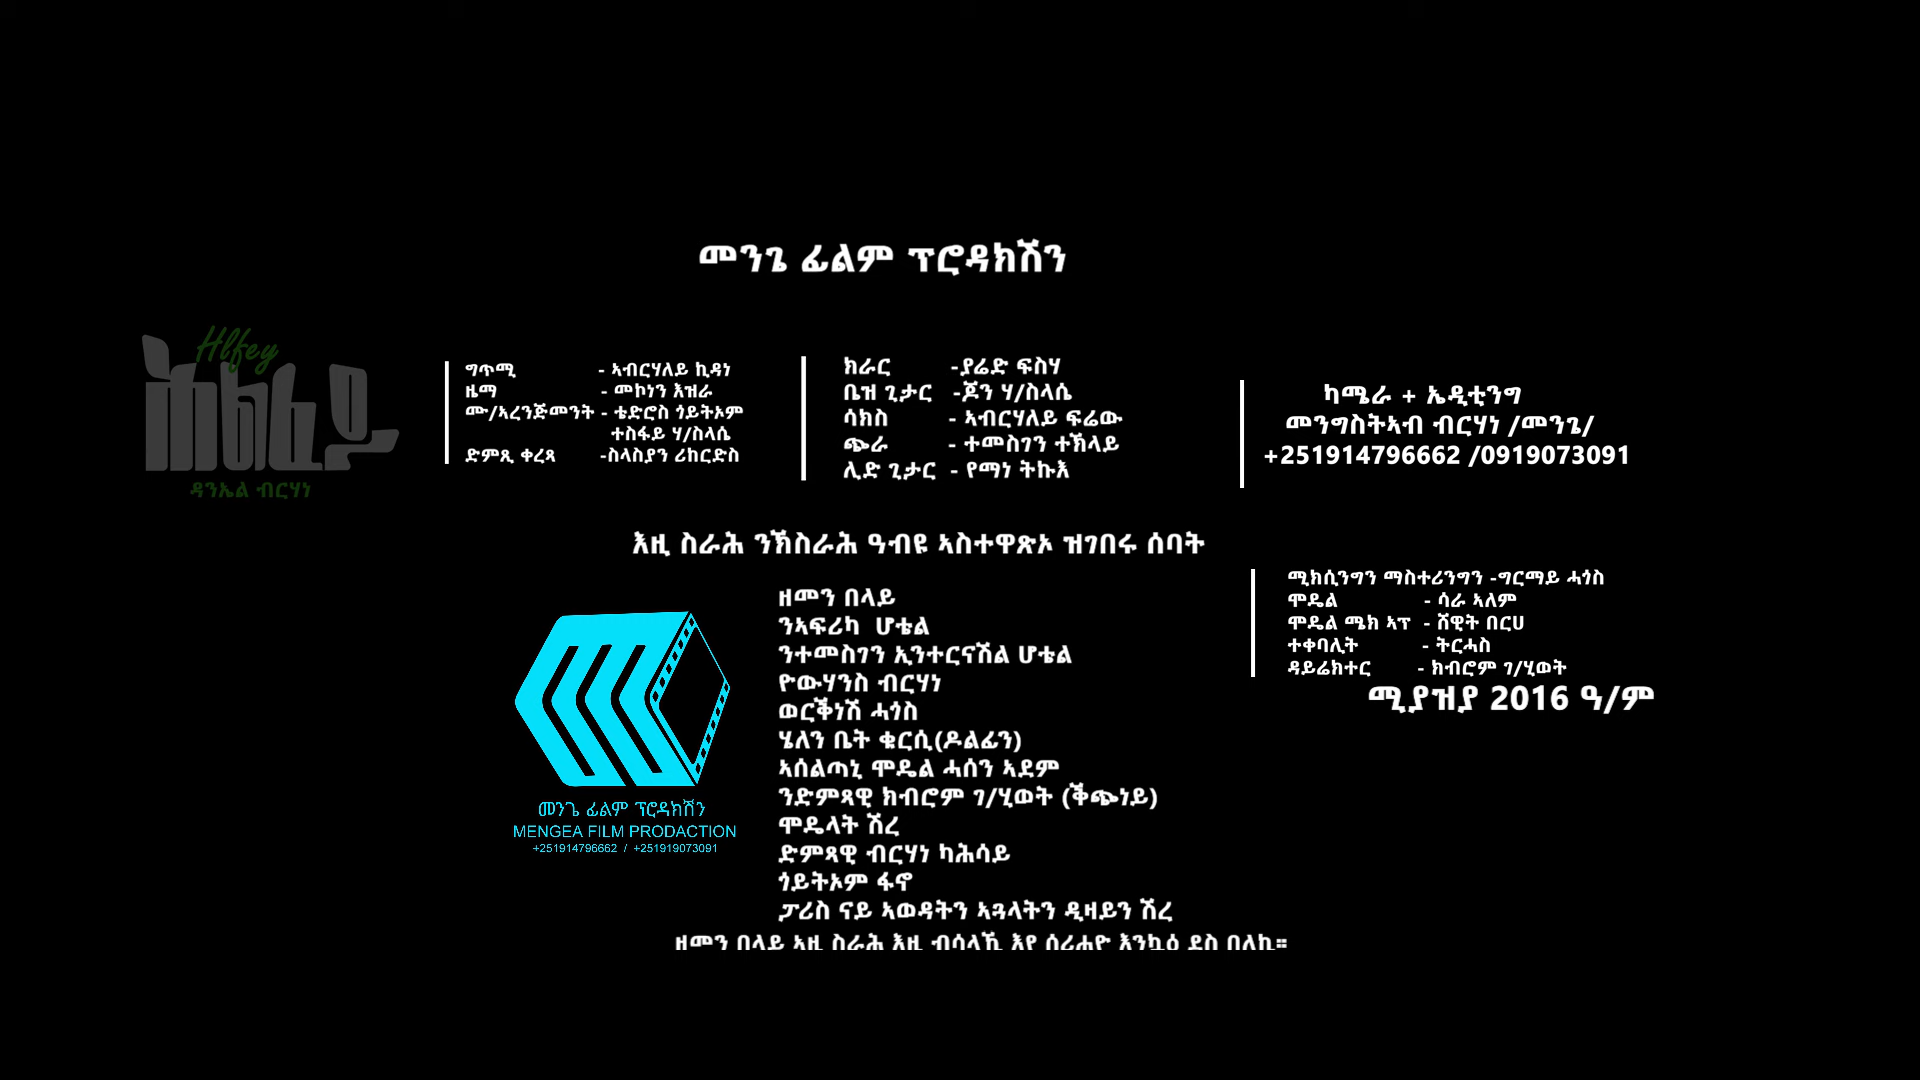 መንጌ ፊልም ፕሮዳክሽን
Hlfey
ሕልፈይ
ዳንኤል ብርሃነ
ግጥሚ - ኣብርሃለይ ኪዳነ
ዜማ - መኮነን እዝራ
ሙ/ኣረንጅመንት - ቴድሮስ ጎይትኦም
ተስፋይ ሃ/ስላሴ
ድምጺ ቀረጻ -ስላስያን ሪከርድስ
ክራር -ያሬድ ፍስሃ
ቤዝ ጊታር -ጆን ሃ/ስላሴ
ሳክስ - ኣብርሃለይ ፍሬው
ጭራ - ተመስገን ተኽላይ
ሊድ ጊታር - የማነ ትኩእ
ካሜራ + ኤዲቲንግ
መንግስትኣብ ብርሃነ /መንጌ/
+251914796662 /0919073091
እዚ ስራሕ ንኽስራሕ ዓብዩ ኣስተዋጽኦ ዝገበሩ ሰባት
ዘመን በላይ
ንኣፍሪካ ሆቴል
ንተመስገን ኢንተርናሽል ሆቴል
ዮውሃንስ ብርሃነ
ወርቅነሽ ሓጎስ
ሄለን ቤት ቁርሲ(ዶልፊን)
ኣሰልጣኒ ሞዴል ሓሰን ኣደም
ንድምጻዊ ክብሮም ገ/ሂወት (ቅጭነይ)
ሞዴላት ሽረ
ድምጻዊ ብርሃነ ካሕሳይ
ጎይትኦም ፋኖ
ፓሪስ ናይ ኣወዳትን ኣጓላትን ዲዛይን ሽረ
ዘመን በላይ ኣዚ ስራሕ እዚ ብሳላኺ እየ ሰሪሐዮ እንኳዕ ደስ በለኪ።
ሚክሲንግን ማስተሪንግን -ግርማይ ሓጎስ
ሞዴል - ሳራ ኣለም
ሞዴል ሜክ ኣፕ - ሽዊት በርሀ
ተቀባሊት - ትርሓስ
ዳይሬክተር - ክብሮም ገ/ሂወት
ሚያዝያ 2016 ዓ/ም
መንጌ ፊልም ፕሮዳክሽን
MENGEA FILM PRODACTION
+251914796662 / +251919073091